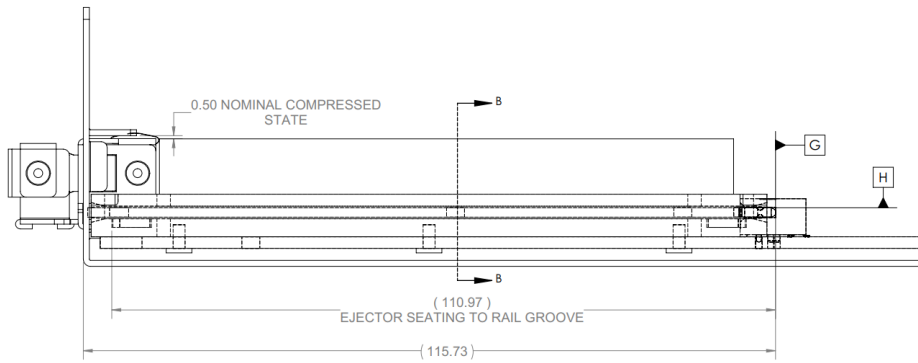 0.50 NOMINAL COMPRESSED
STATE
B
G
H
B
( 110.97 )
EJECTOR SEATING TO RAIL GROOVE
( 115.73 )